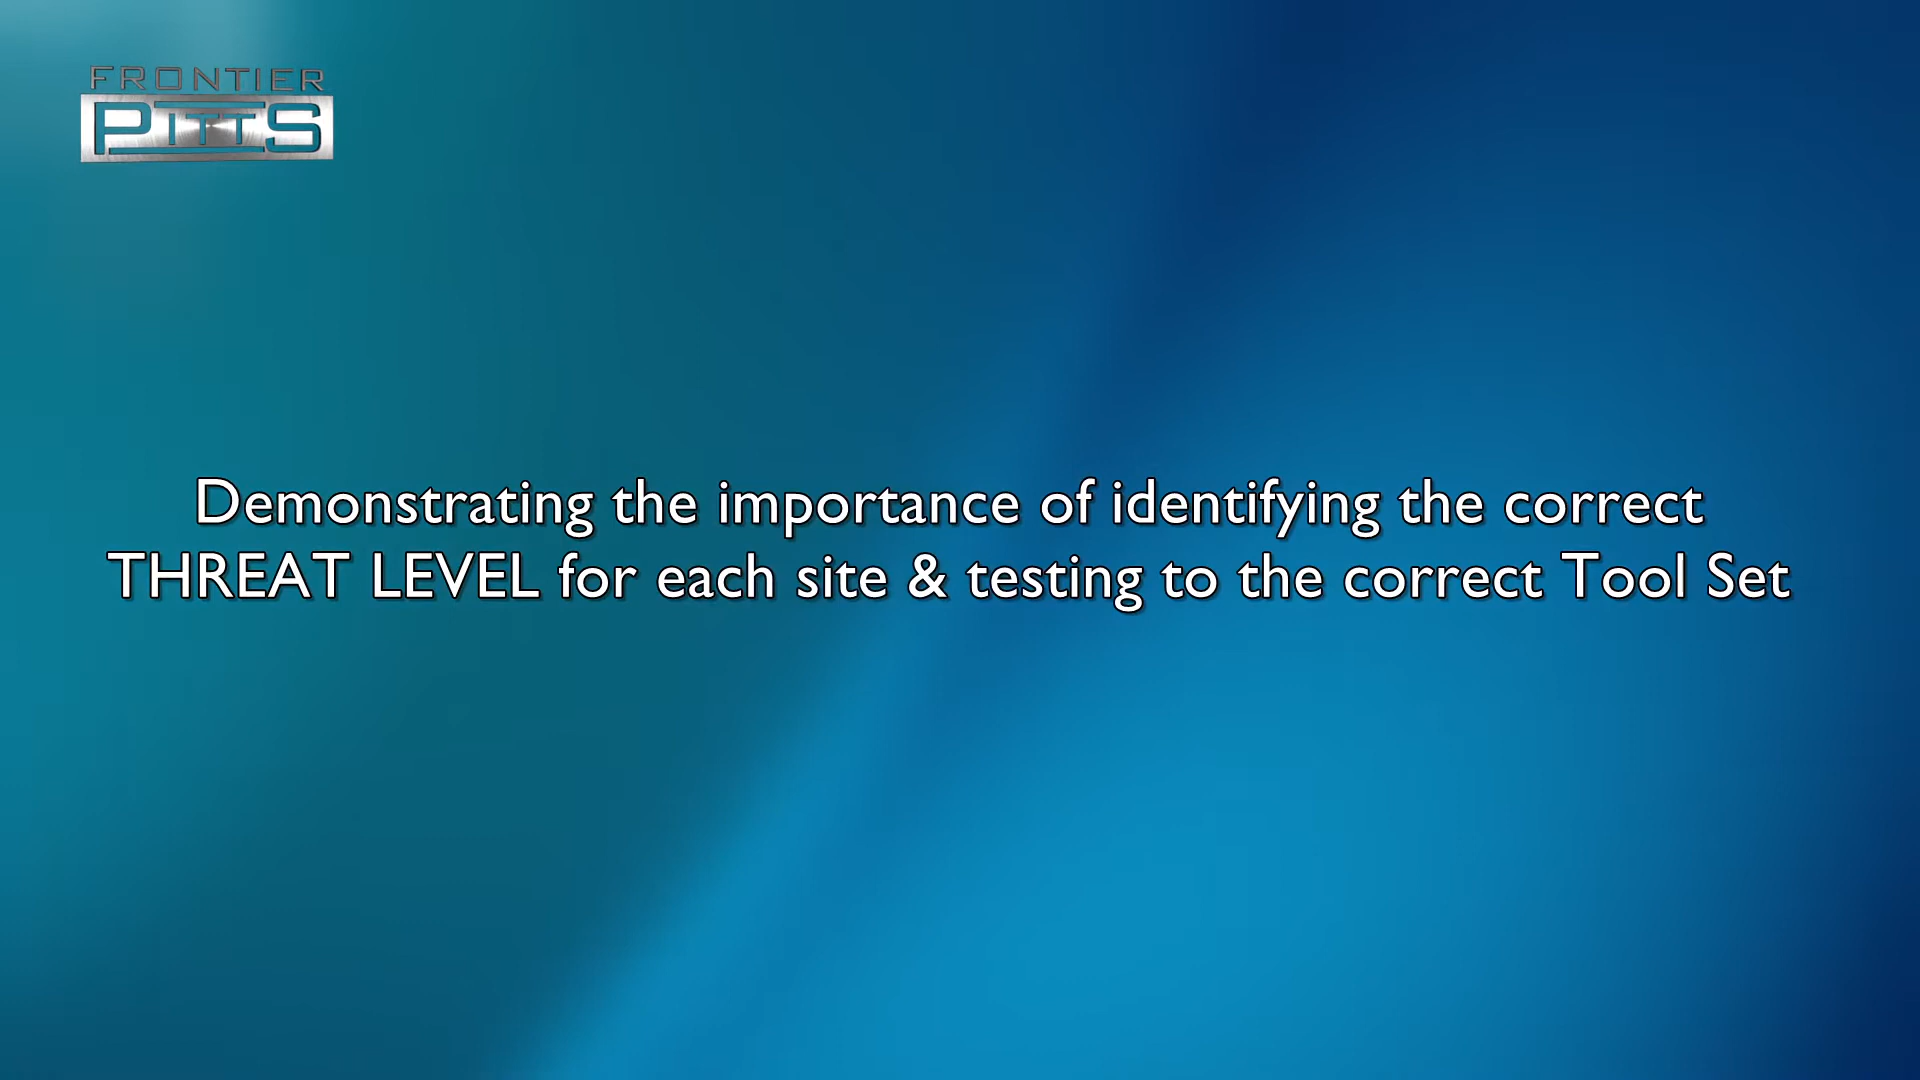 FRONTIER
PITTS
Demonstrating the importance of identifying the correct
THREAT LEVEL for each site & testing to the correct Tool Set